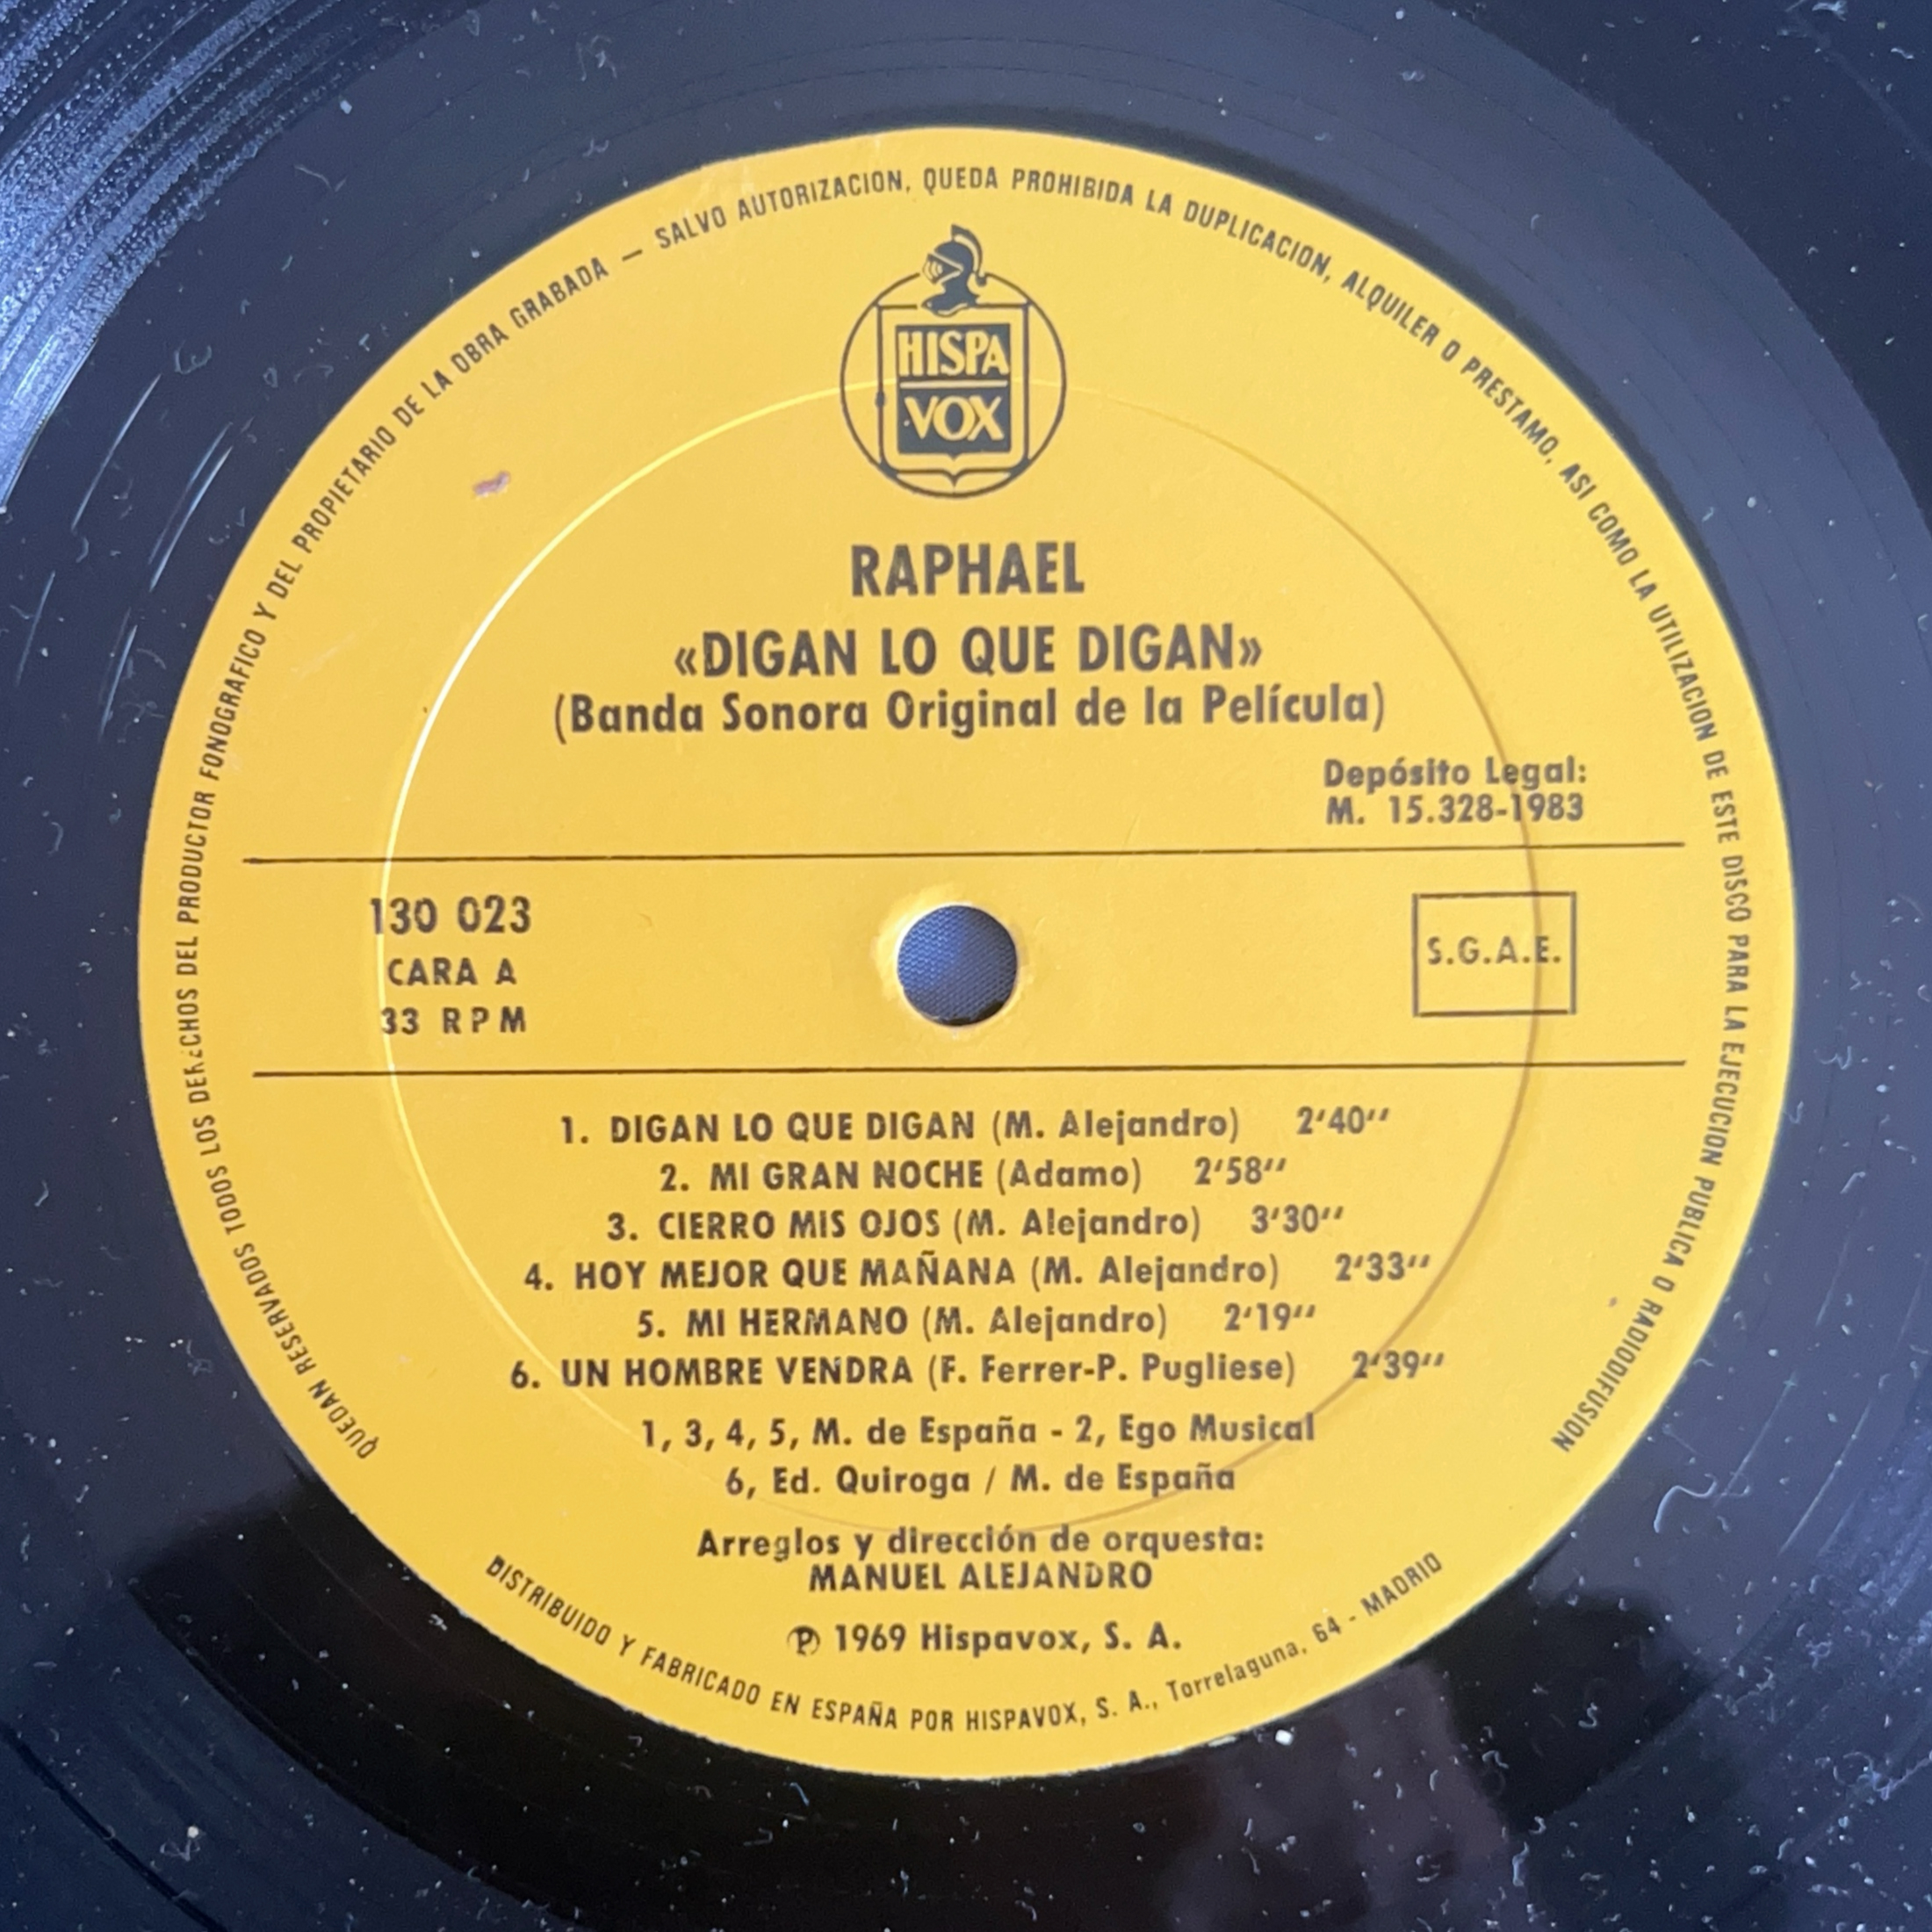 QUEDAN RESERVADOS TODOS LOS DERECHOS DEL PRODUCTOR FONOGRAFICO Y DEL PROPIETARIO DE LA OBRA GRABADA — SALVO AUTORIZACION, QUEDA PROHIBIDA LA DUPLICACION, ALQUILER O PRESTAMO, ASI COMO LA UTILIZACION DE ESTE DISCO PARA LA EJECUCION PUBLICA O RADIODIFUSION
HISPA
VOX
RAPHAEL
«DIGAN LO QUE DIGAN»
(Banda Sonora Original de la Película)
Depósito Legal:
M. 15.328-1983
130 023
CARA A
33 RPM
S.G.A.E.
1. DIGAN LO QUE DIGAN (M. Alejandro) 2'40''
2. MI GRAN NOCHE (Adamo) 2'58''
3. CIERRO MIS OJOS (M. Alejandro) 3'30''
4. HOY MEJOR QUE MAÑANA (M. Alejandro) 2'33''
5. MI HERMANO (M. Alejandro) 2'19''
6. UN HOMBRE VENDRA (F. Ferrer-P. Pugliese) 2'39''
1, 3, 4, 5, M. de España - 2, Ego Musical
6, Ed. Quiroga / M. de España
Arreglos y dirección de orquesta:
MANUEL ALEJANDRO
℗ 1969 Hispavox, S. A.
DISTRIBUIDO Y FABRICADO EN ESPAÑA POR HISPAVOX, S. A., Torrelaguna, 64 - MADRID